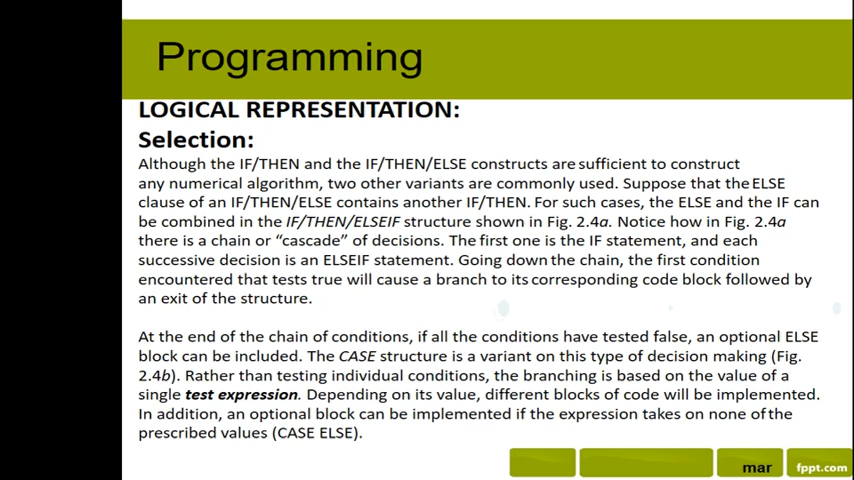 Programming
LOGICAL REPRESENTATION:
Selection:
Although the IF/THEN and the IF/THEN/ELSE constructs are sufficient to construct
any numerical algorithm, two other variants are commonly used. Suppose that the ELSE
clause of an IF/THEN/ELSE contains another IF/THEN. For such cases, the ELSE and the IF can
be combined in the IF/THEN/ELSEIF structure shown in Fig. 2.4a. Notice how in Fig. 2.4a
there is a chain or “cascade” of decisions. The first one is the IF statement, and each
successive decision is an ELSEIF statement. Going down the chain, the first condition
encountered that tests true will cause a branch to its corresponding code block followed by
an exit of the structure.
At the end of the chain of conditions, if all the conditions have tested false, an optional ELSE
block can be included. The CASE structure is a variant on this type of decision making (Fig.
2.4b). Rather than testing individual conditions, the branching is based on the value of a
single test expression. Depending on its value, different blocks of code will be implemented.
In addition, an optional block can be implemented if the expression takes on none of the
prescribed values (CASE ELSE).
mar
fppt.com